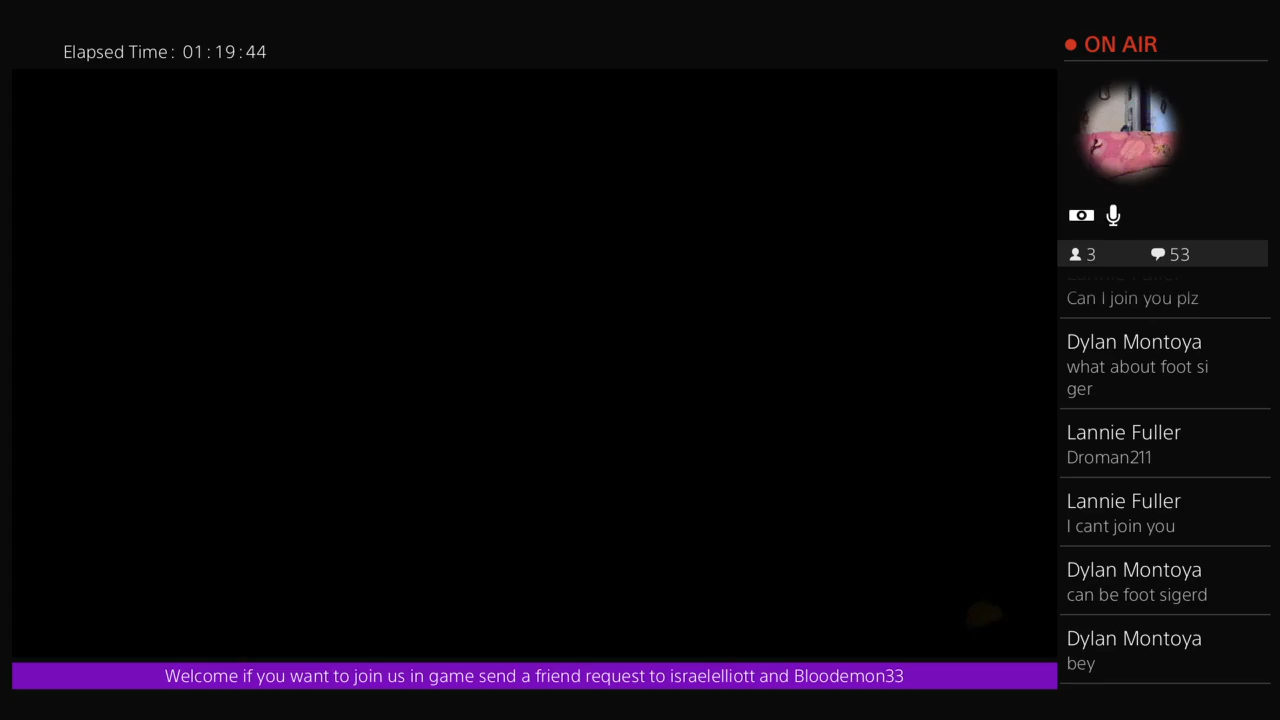 Elapsed Time: 01:19:44
ON AIR
3
53
Lannie Fuller
Can I join you plz
Dylan Montoya
what about foot si
ger
Lannie Fuller
Droman211
Lannie Fuller
I cant join you
Dylan Montoya
can be foot sigerd
Dylan Montoya
bey
Welcome if you want to join us in game send a friend request to israelelliott and Bloodemon33